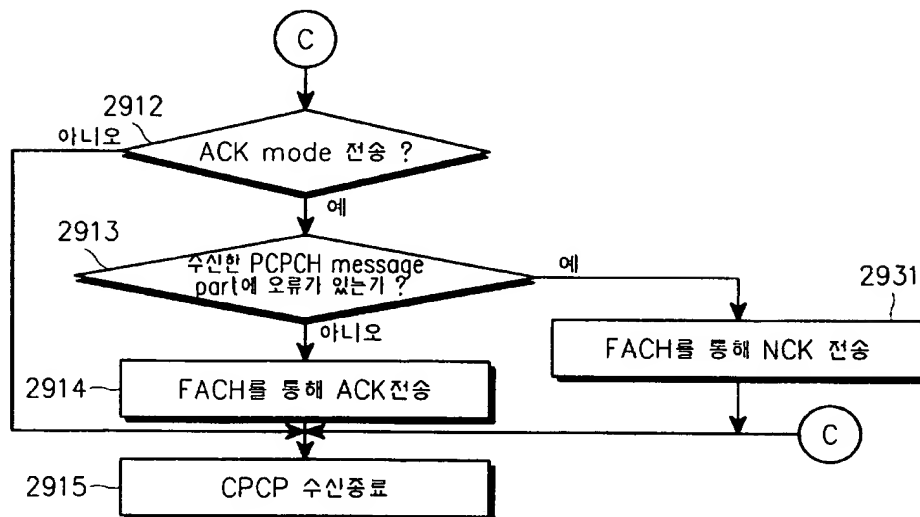 C
2912
아니오
ACK mode 전송 ?
예
2913
수신한 PCPCH message
part에 오류가 있는가 ?
예
2931
아니오
FACH를 통해 NCK 전송
2914
FACH를 통해 ACK전송
C
2915
CPCP 수신종료